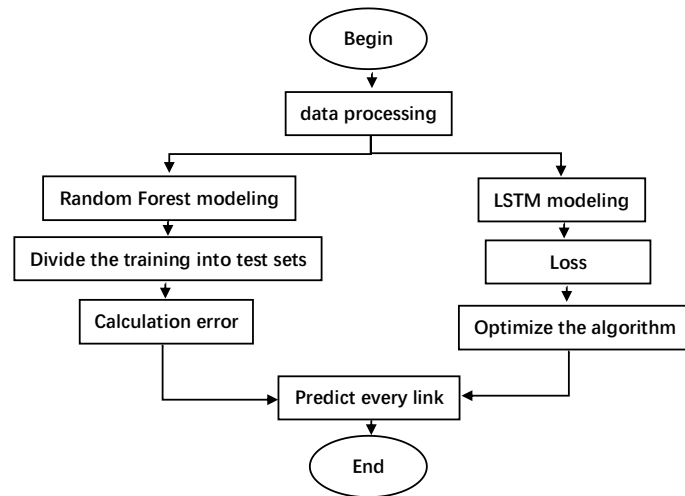 Begin
data processing
Random Forest modeling
LSTM modeling
Divide the training into test sets
Loss
Calculation error
Optimize the algorithm
Predict every link
End